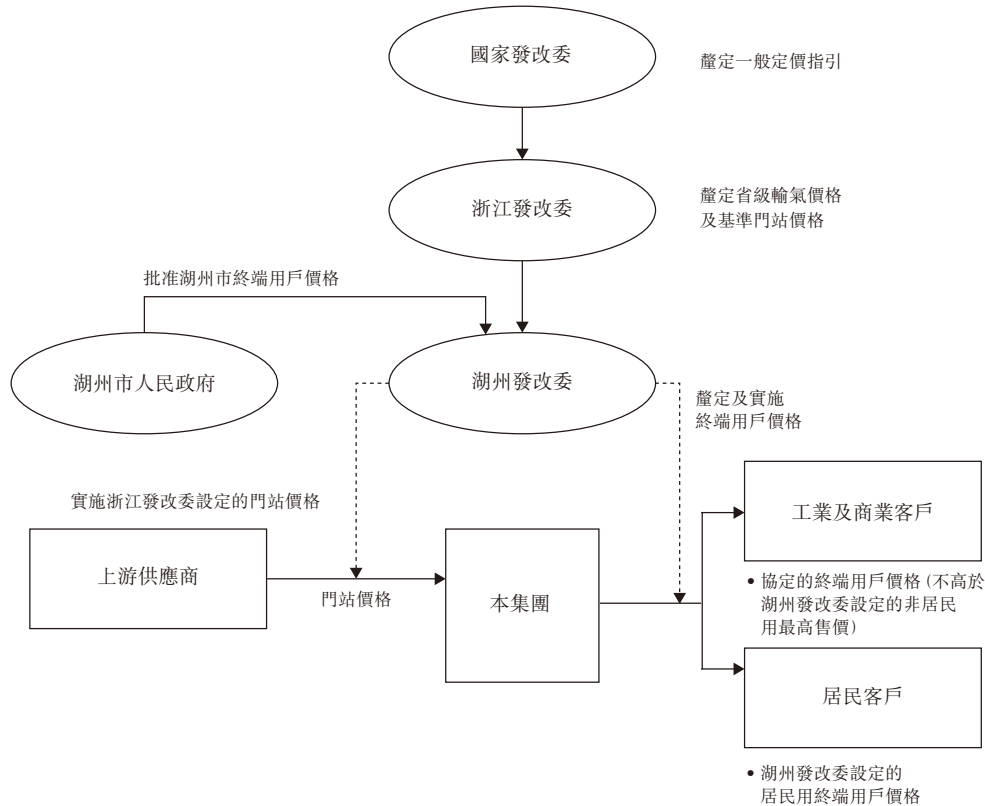 國家發改委
釐定一般定價指引
浙江發改委
釐定省級輸氣價格
及基準門站價格
批准湖州市終端用戶價格
湖州市人民政府
湖州發改委
釐定及實施
終端用戶價格
實施浙江發改委設定的門站價格
上游供應商
門站價格
本集團
工業及商業客戶
• 協定的終端用戶價格 (不高於
湖州發改委設定的非居民
用最高售價)
居民客戶
• 湖州發改委設定的
居民用終端用戶價格